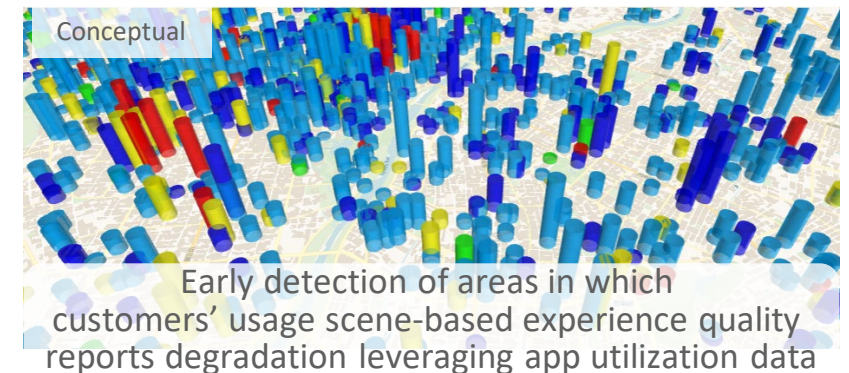 Conceptual
Early detection of areas in which
customers’ usage scene-based experience quality
reports degradation leveraging app utilization data